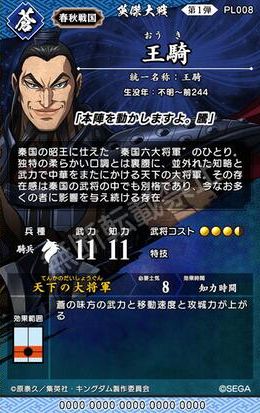 蒼
春秋戦国
英傑大戦
第1弾
PL008
おう き
王騎
統一名称：王騎
生没年：不明～前244
「本陣を動かしますよ。騰」
秦国の昭王に仕えた“秦国六大将軍”のひとり。
独特の柔らかい口調とは裏腹に、並外れた知略と
武力で中華をまたにかけた天下の大将軍。その存
在感は秦国の武将の中でも別格であり、今なお多
くの者に影響を与え続ける存在。
兵種 武力 知力 武将コスト
騎兵 11 11 特技
てんかのだいしょうぐん 必要士気 効果時間
天下の大将軍 8 知力時間
効果範囲
蒼の味方の武力と移動速度と攻城力が上が
る
©原泰久／集英社・キングダム製作委員会 ©SEGA
0000-0000-0000-0000-0000